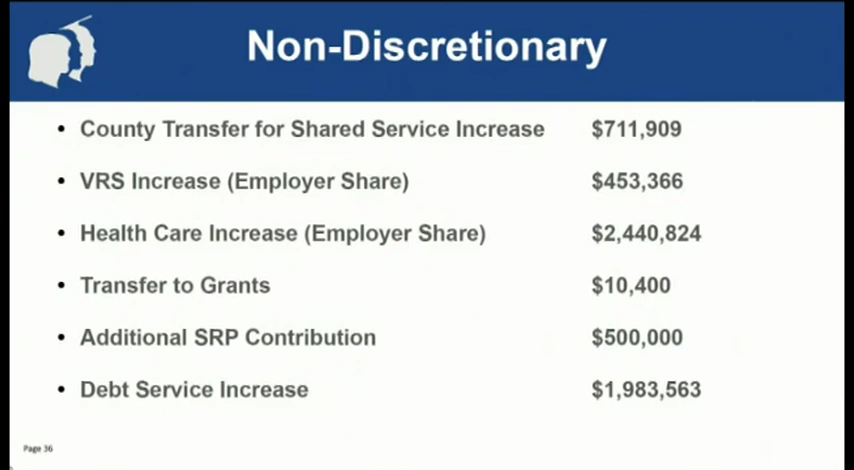 Non-Discretionary
• County Transfer for Shared Service Increase $711,909
• VRS Increase (Employer Share) $453,366
• Health Care Increase (Employer Share) $2,440,824
• Transfer to Grants $10,400
• Additional SRP Contribution $500,000
• Debt Service Increase $1,983,563
Page 36